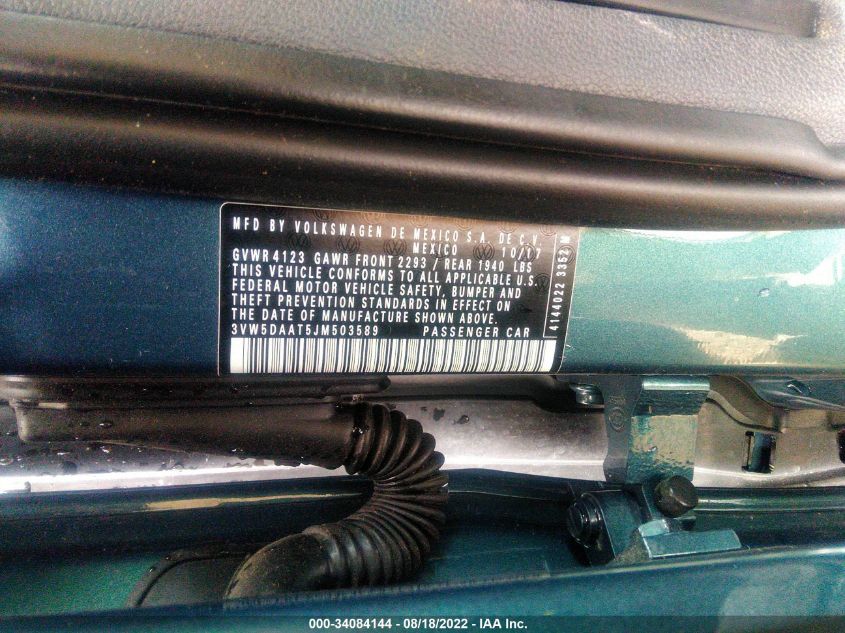 MFD BY VOLKSWAGEN DE MEXICO S.A. DE C.V.
MEXICO 10/17
GVWR 4123 GAWR FRONT 2293 / REAR 1940 LBS
THIS VEHICLE CONFORMS TO ALL APPLICABLE U.S.
FEDERAL MOTOR VEHICLE SAFETY, BUMPER AND
THEFT PREVENTION STANDARDS IN EFFECT ON
THE DATE OF MANUFACTURE SHOWN ABOVE.
3VW5DAAT5JM503589 PASSENGER CAR
4144022 3352 M
000-34084144 - 08/18/2022 - IAA Inc.